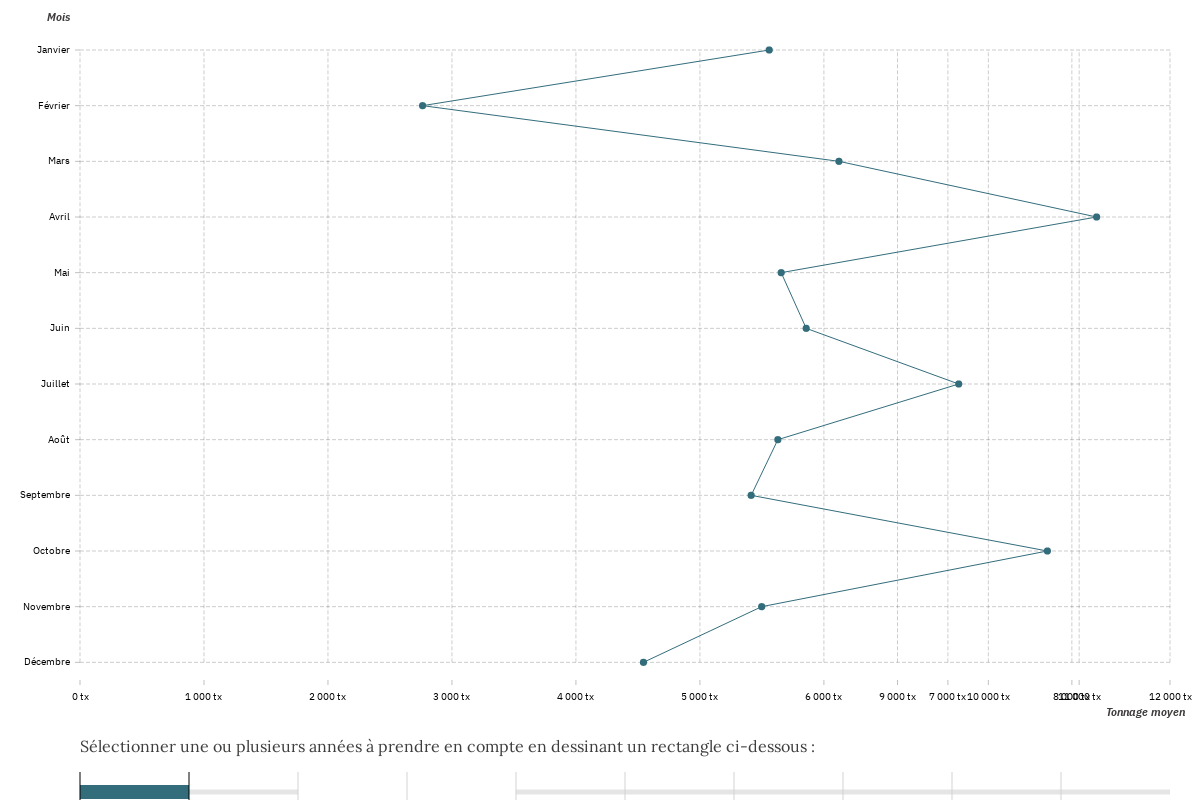 Mois
Janvier
Février
Mars
Avril
Mai
Juin
Juillet
Août
Septembre
Octobre
Novembre
Décembre
0 tx 1 000 tx 2 000 tx 3 000 tx 4 000 tx 5 000 tx 6 000 tx 9 000 tx 7 000 tx 10 000 tx 12 000 tx
Tonnage moyen
Sélectionner une ou plusieurs années à prendre en compte en dessinant un rectangle ci-dessous :